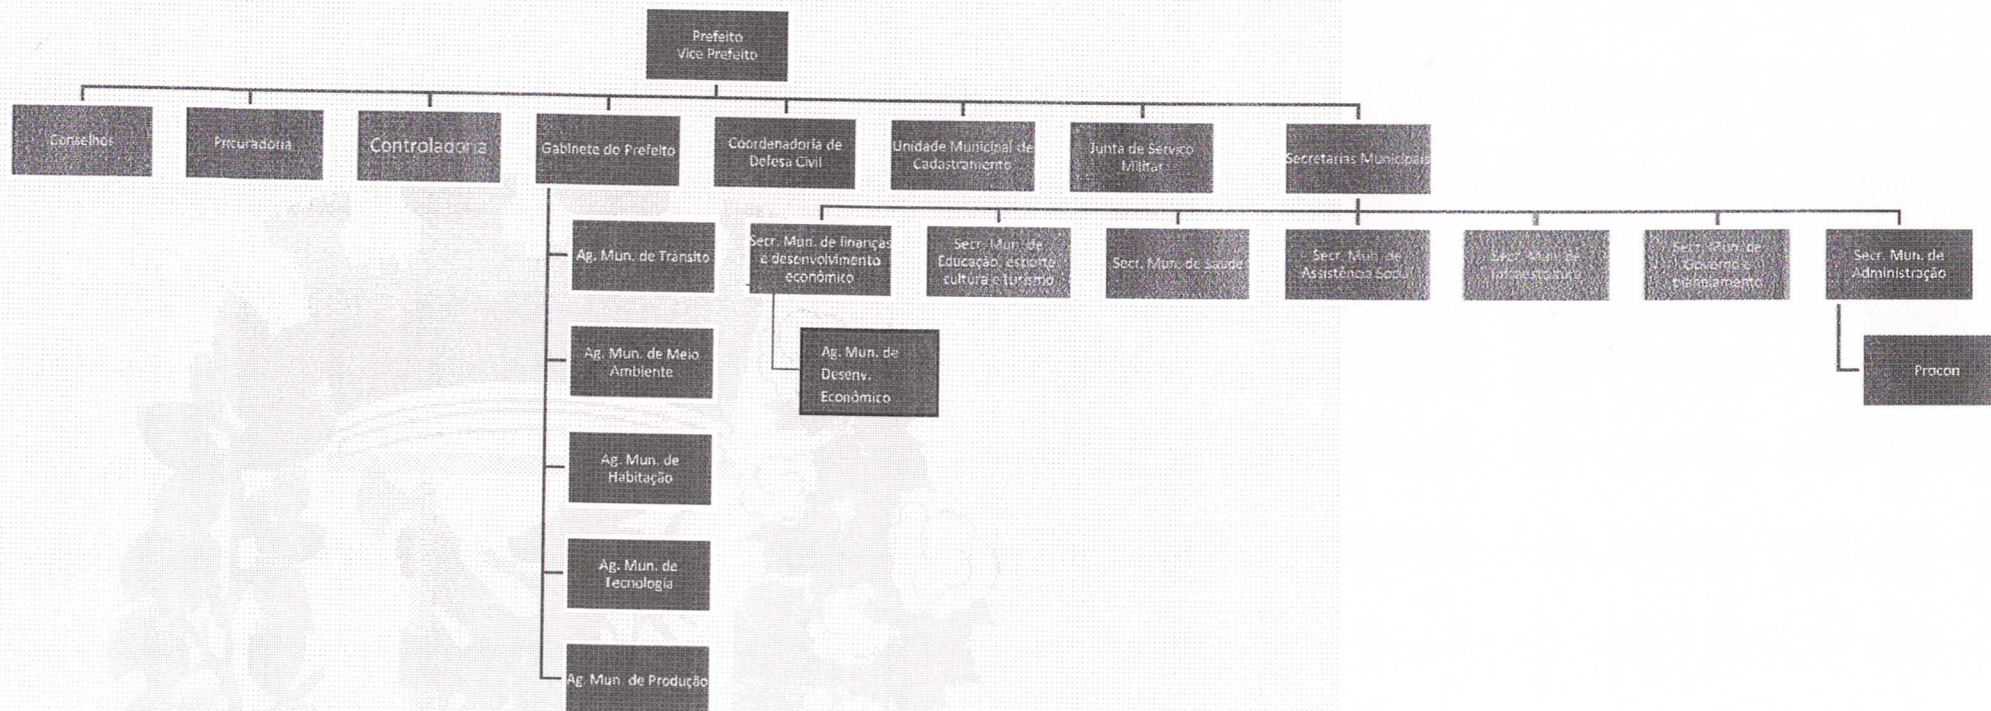 Prefeito
Vice Prefeito
Conselhos
Procuradoria
Controladoria
Gabinete do Prefeito
Coordenadoria de
Defesa Civil
Unidade Municipal de
Cadastramento
Junta de Serviço
Militar
Secretarias Municipais
Ag. Mun. de Trânsito
Secr. Mun. de finanças
e desenvolvimento
econômico
Secr. Mun. de
Educação, esporte
cultura e turismo
Secr. Mun. de Saúde
Secr. Mun. de
Assistência Social
Secr. Mun. de
Infraestrutura
Secr. Mun. de
Governo e
planejamento
Secr. Mun. de
Administração
Ag. Mun. de Meio
Ambiente
Ag. Mun. de
Desenv.
Econômico
Procon
Ag. Mun. de
Habitação
Ag. Mun. de
Tecnologia
Ag. Mun. de Produção